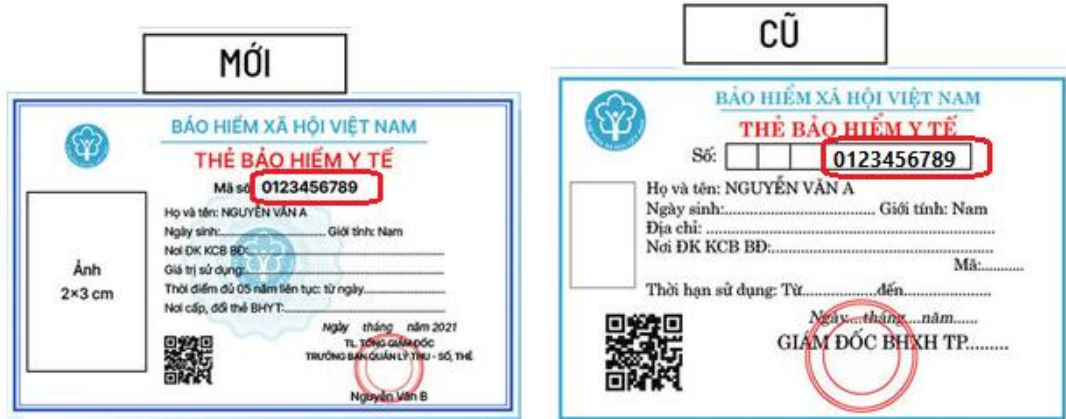 MỚI
BẢO HIỂM XÃ HỘI VIỆT NAM
THẺ BẢO HIỂM Y TẾ
Mã số 0123456789
Họ và tên: NGUYỄN VĂN A
Ngày sinh:.......................... Giới tính: Nam
Nơi ĐK KCB BĐ:..........................
Giá trị sử dụng:..........................
Thời điểm đủ 05 năm liên tục: từ ngày....................
Nơi cấp, đổi thẻ BHYT:..........................
Ảnh
2×3 cm
Ngày tháng năm 2021
TL. TỔNG GIÁM ĐỐC
TRƯỞNG BAN QUẢN LÝ THU - SỔ, THẺ
Nguyễn Văn B
CŨ
BẢO HIỂM XÃ HỘI VIỆT NAM
THẺ BẢO HIỂM Y TẾ
Số: 0123456789
Họ và tên: NGUYỄN VĂN A
Ngày sinh:.................................... Giới tính: Nam
Địa chỉ: ....................................
Nơi ĐK KCB BĐ:....................................
Mã:...........
Thời hạn sử dụng: Từ..................đến.....................
Ngày....tháng....năm......
GIÁM ĐỐC BHXH TP.........